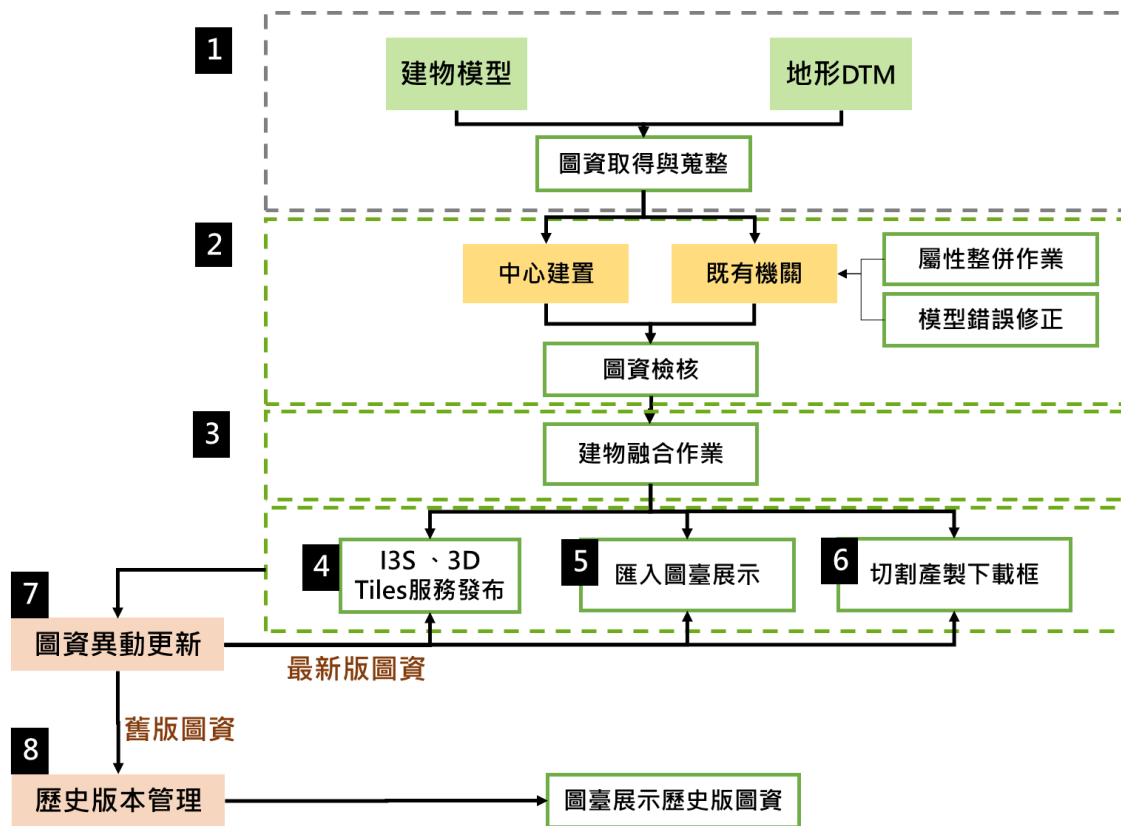 1
建物模型
地形DTM
圖資取得與蒐整
2
中心建置
既有機關
屬性整併作業
模型錯誤修正
圖資檢核
3
建物融合作業
4
I3S 、3D
Tiles服務發布
5
匯入圖臺展示
6
切割產製下載框
7
圖資異動更新
最新版圖資
舊版圖資
8
歷史版本管理
圖臺展示歷史版圖資